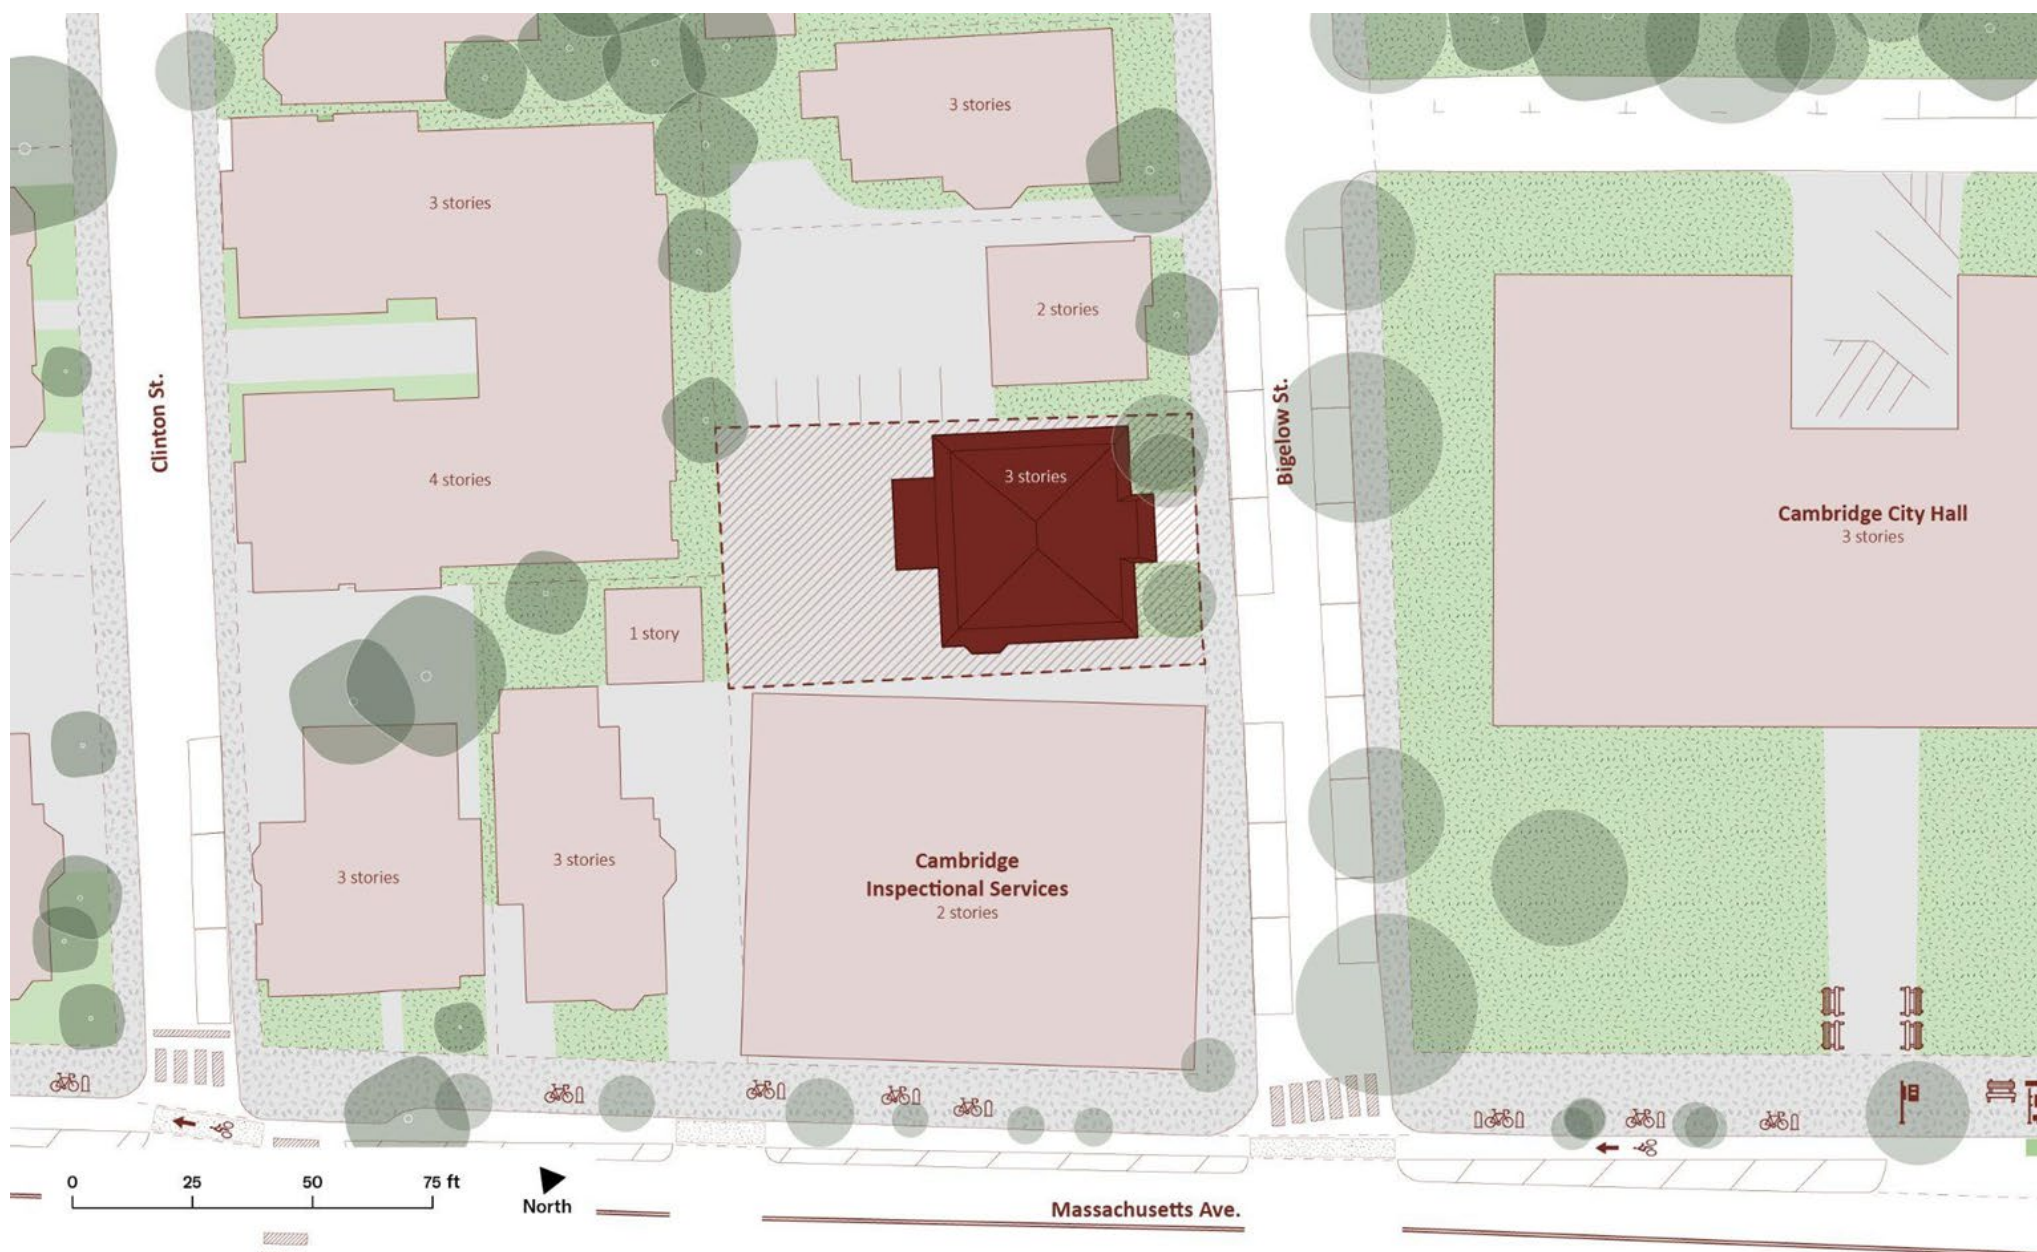 3 stories
3 stories
2 stories
Clinton St.
Bigelow St.
4 stories
3 stories
Cambridge City Hall
3 stories
1 story
3 stories
3 stories
Cambridge
Inspectional Services
2 stories
0 25 50 75 ft
North
Massachusetts Ave.